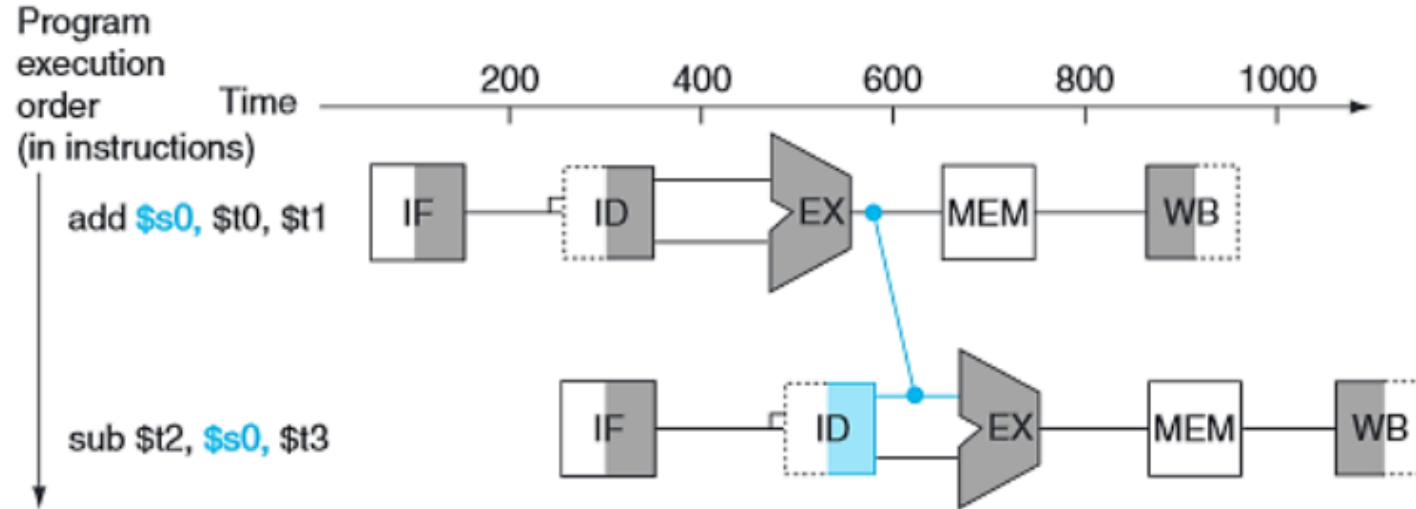 Program
execution
order
(in instructions)
Time
200 400 600 800 1000
add $s0, $t0, $t1
IF ID EX MEM WB
sub $t2, $s0, $t3
IF ID EX MEM WB